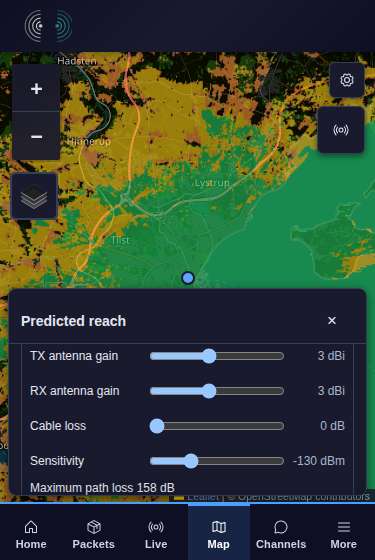 Hadsten
+
−
Hinnerup
Lystrup
Tilst
Predicted reach ×
TX antenna gain 3 dBi
RX antenna gain 3 dBi
Cable loss 0 dB
Sensitivity -130 dBm
Maximum path loss 158 dB
Leaflet | © OpenStreetMap contributors
Home Packets Live Map Channels More